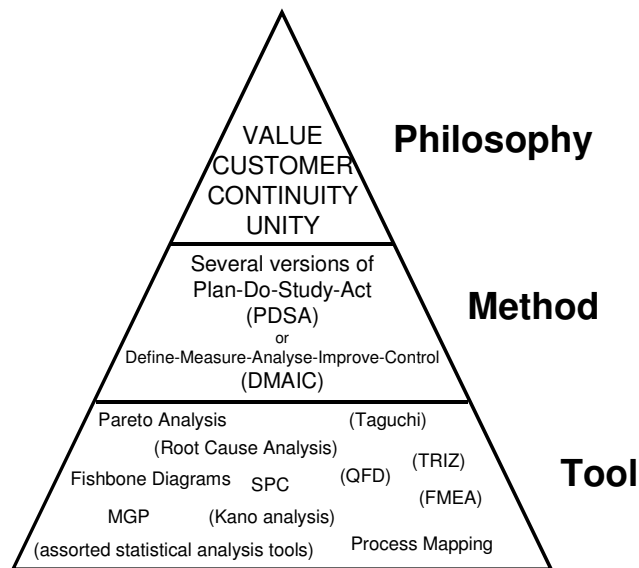 VALUE
CUSTOMER
CONTINUITY
UNITY
Philosophy
Several versions of
Plan-Do-Study-Act
(PDSA)
or
Define-Measure-Analyse-Improve-Control
(DMAIC)
Method
Pareto Analysis
(Taguchi)
(Root Cause Analysis)
(TRIZ)
Fishbone Diagrams
SPC
(QFD)
(FMEA)
MGP
(Kano analysis)
(assorted statistical analysis tools)
Process Mapping
Tool